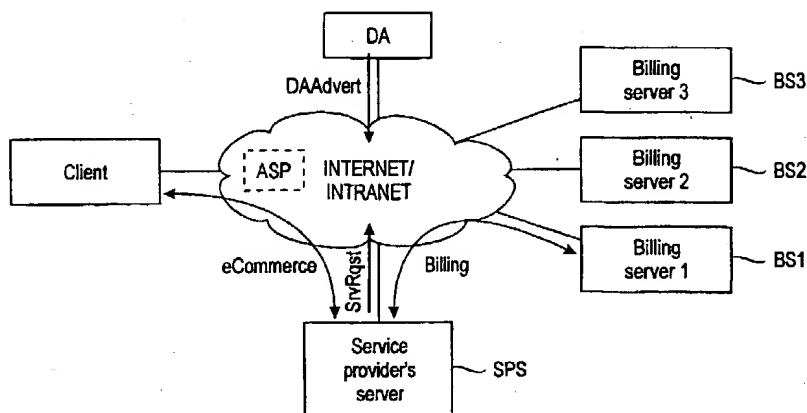 DA
DAAdvert
Billing
server 3
BS3
Client
ASP
INTERNET/
INTRANET
Billing
server 2
BS2
eCommerce
SrvRqst
Billing
Billing
server 1
BS1
Service
provider's
server
SPS